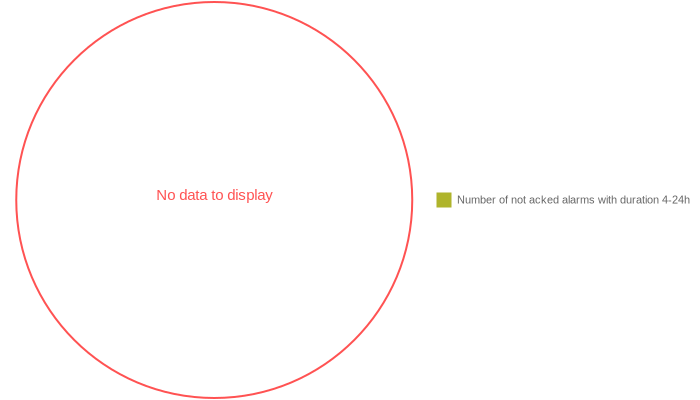 No data to display
Number of not acked alarms with duration 4-24h